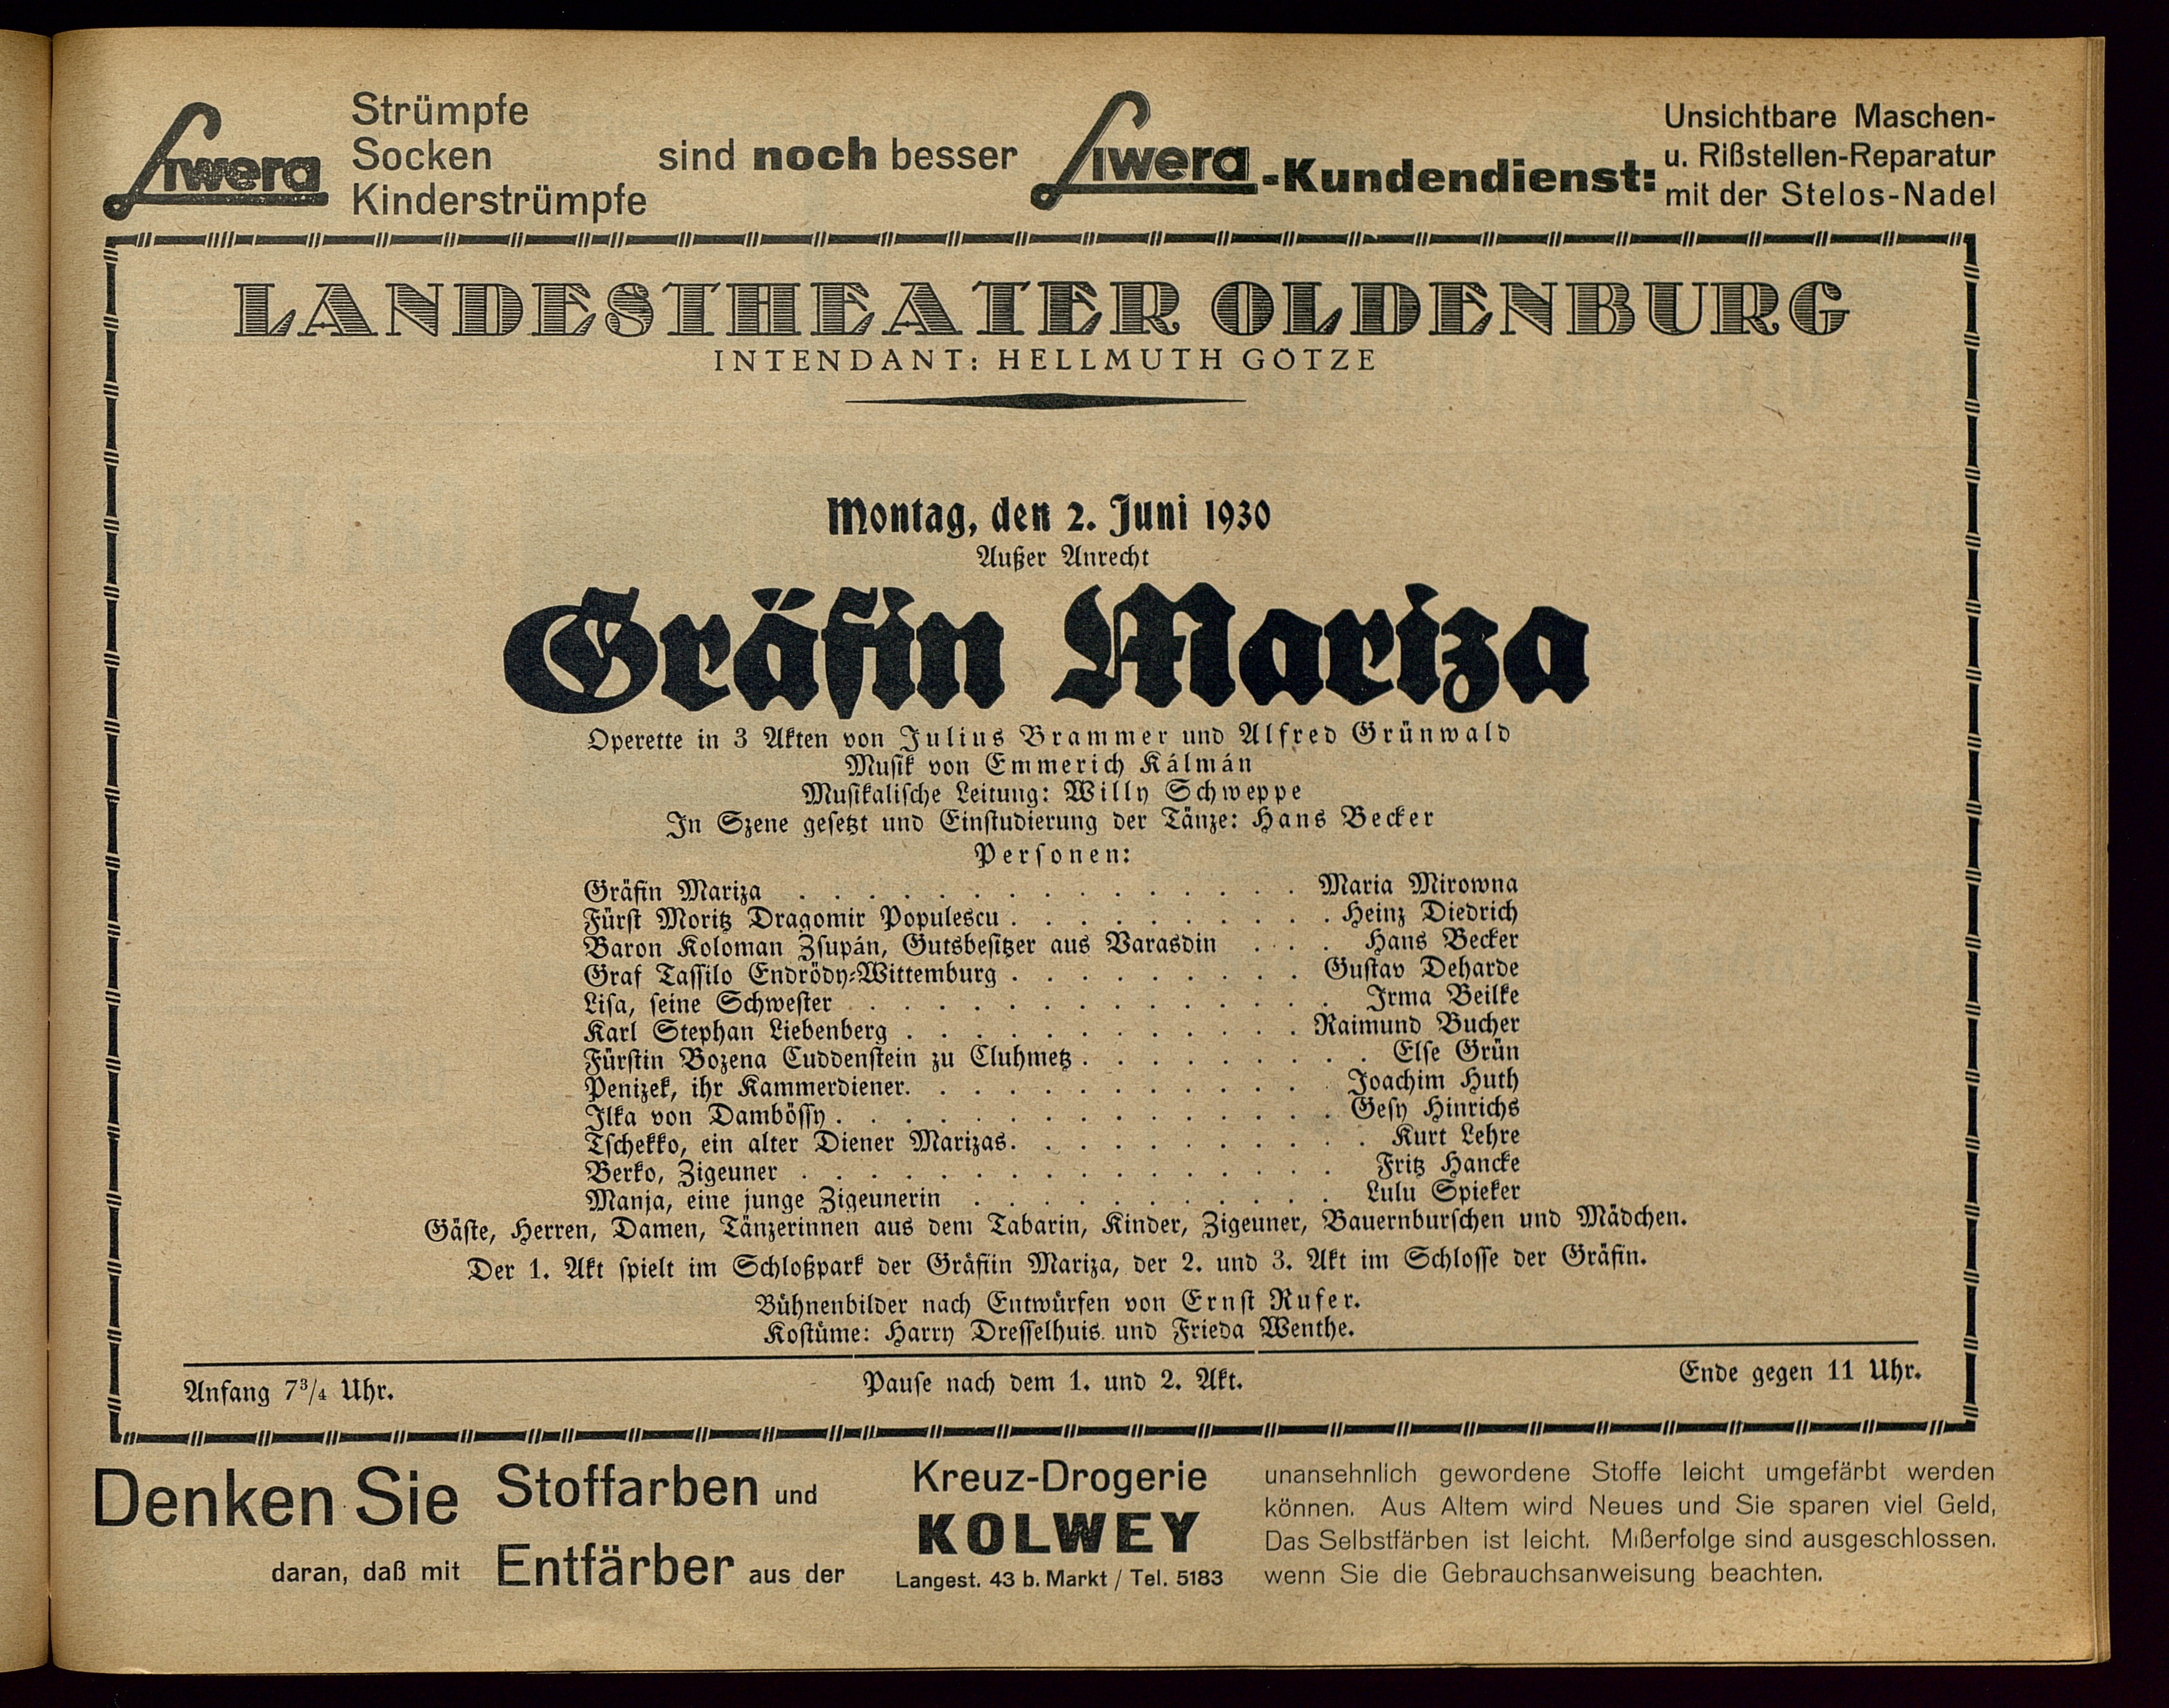 Liwera Strümpfe
Socken
Kinderstrümpfe
sind noch besser
Liwera-Kundendienst:
Unsichtbare Maschen-
u. Rißstellen-Reparatur
mit der Stelos-Nadel
LANDESTHEATER OLDENBURG
INTENDANT: HELLMUTH GÖTZE
Montag, den 2. Juni 1930
Außer Anrecht
Gräfin Mariza
Operette in 3 Akten von Julius Brammer und Alfred Grünwald
Musik von Emmerich Kálmán
Musikalische Leitung: Willy Schweppe
In Szene gesetzt und Einstudierung der Tänze: Hans Becker
Personen:
Gräfin Mariza . . . . . . . . . . . . . . . Maria Mirowna
Fürst Moritz Dragomir Populescu . . . . . . . . . . Heinz Diedrich
Baron Koloman Zsupán, Gutsbesitzer aus Varasdin . . . Hans Becker
Graf Tassilo Endrödy-Wittemburg . . . . . . . . . Gustav Deharde
Lisa, seine Schwester . . . . . . . . . . . . . . Irma Beilke
Karl Stephan Liebenberg . . . . . . . . . . . . Raimund Bucher
Fürstin Bozena Cuddenstein zu Cluhmetz . . . . . . . . . Else Grün
Penizek, ihr Kammerdiener. . . . . . . . . . . . . Joachim Huth
Ilka von Dambössy . . . . . . . . . . . . . . . Gesy Hinrichs
Tschekko, ein alter Diener Marizas. . . . . . . . . . . Kurt Lehre
Berko, Zigeuner . . . . . . . . . . . . . . . . Fritz Hancke
Manja, eine junge Zigeunerin . . . . . . . . . . . Lulu Spieker
Gäste, Herren, Damen, Tänzerinnen aus dem Tabarin, Kinder, Zigeuner, Bauernburschen und Mädchen.
Der 1. Akt spielt im Schloßpark der Gräfiin Mariza, der 2. und 3. Akt im Schlosse der Gräfin.
Bühnenbilder nach Entwürfen von Ernst Rufer.
Kostüme: Harry Dresselhuis und Frieda Wenthe.
Anfang 7¾ Uhr.
Pause nach dem 1. und 2. Akt.
Ende gegen 11 Uhr.
Denken Sie
daran, daß mit
Stoffarben und
Entfärber aus der
Kreuz-Drogerie
KOLWEY
Langest. 43 b. Markt / Tel. 5183
unansehnlich gewordene Stoffe leicht umgefärbt werden
können. Aus Altem wird Neues und Sie sparen viel Geld,
Das Selbstfärben ist leicht. Mißerfolge sind ausgeschlossen.
wenn Sie die Gebrauchsanweisung beachten.